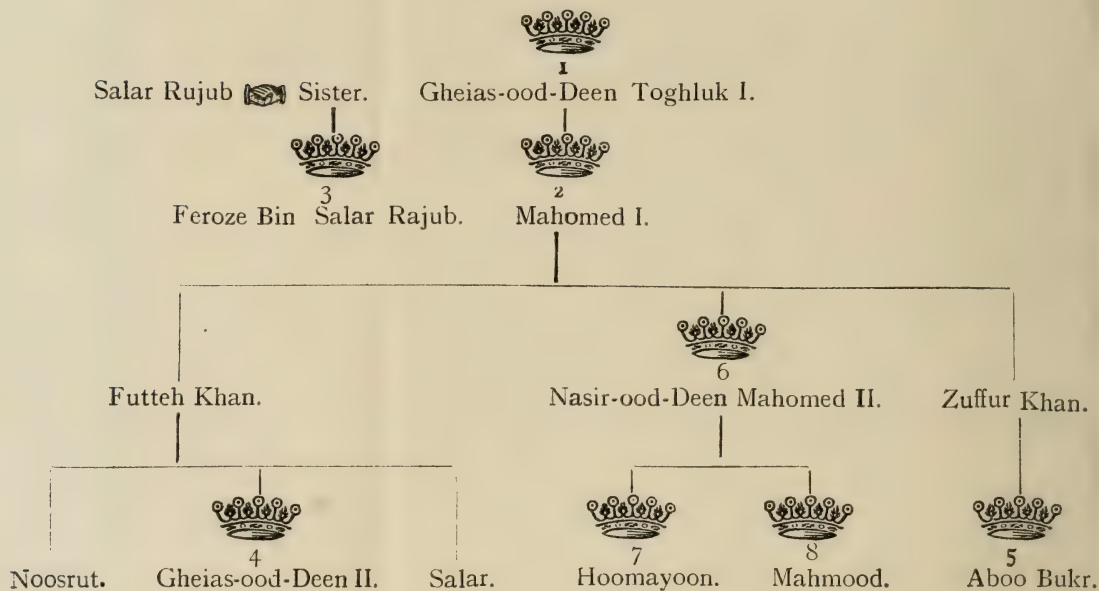 1
Salar Rujub Sister. Gheias-ood-Deen Toghluk I.
3 2
Feroze Bin Salar Rajub. Mahomed I.
6
Futteh Khan. Nasir-ood-Deen Mahomed II. Zuffur Khan.
4 7 8 5
Noosrut. Gheias-ood-Deen II. Salar. Hoomayoon. Mahmood. Aboo Bukr.